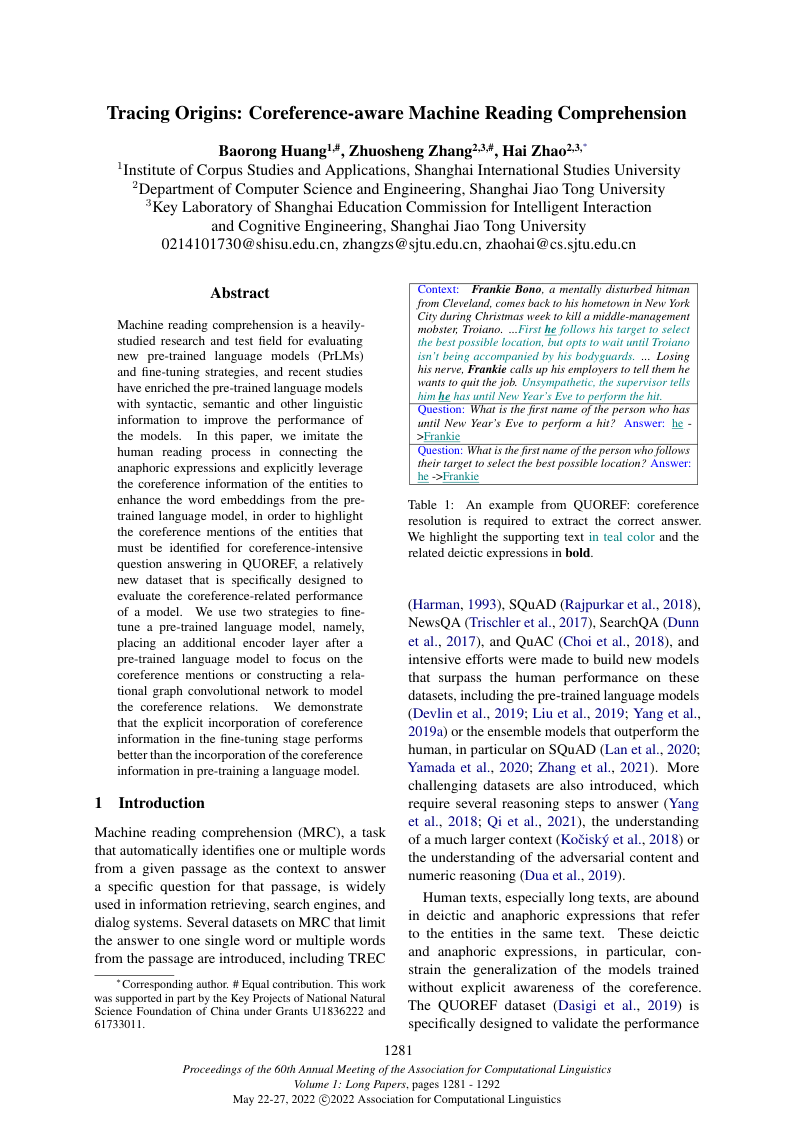 Tracing Origins: Coreference-aware Machine Reading Comprehension
Baorong Huang1,#, Zhuosheng Zhang2,3,#, Hai Zhao2,3,*
1Institute of Corpus Studies and Applications, Shanghai International Studies University
2Department of Computer Science and Engineering, Shanghai Jiao Tong University
3Key Laboratory of Shanghai Education Commission for Intelligent Interaction
and Cognitive Engineering, Shanghai Jiao Tong University
0214101730@shisu.edu.cn, zhangzs@sjtu.edu.cn, zhaohai@cs.sjtu.edu.cn
Abstract
Machine reading comprehension is a heavily-
studied research and test field for evaluating
new pre-trained language models (PrLMs)
and fine-tuning strategies, and recent studies
have enriched the pre-trained language models
with syntactic, semantic and other linguistic
information to improve the performance of
the models. In this paper, we imitate the
human reading process in connecting the
anaphoric expressions and explicitly leverage
the coreference information of the entities to
enhance the word embeddings from the pre-
trained language model, in order to highlight
the coreference mentions of the entities that
must be identified for coreference-intensive
question answering in QUOREF, a relatively
new dataset that is specifically designed to
evaluate the coreference-related performance
of a model. We use two strategies to fine-
tune a pre-trained language model, namely,
placing an additional encoder layer after a
pre-trained language model to focus on the
coreference mentions or constructing a rela-
tional graph convolutional network to model
the coreference relations. We demonstrate
that the explicit incorporation of coreference
information in the fine-tuning stage performs
better than the incorporation of the coreference
information in pre-training a language model.
1 Introduction
Machine reading comprehension (MRC), a task
that automatically identifies one or multiple words
from a given passage as the context to answer
a specific question for that passage, is widely
used in information retrieving, search engines, and
dialog systems. Several datasets on MRC that limit
the answer to one single word or multiple words
from the passage are introduced, including TREC
*Corresponding author. # Equal contribution. This work
was supported in part by the Key Projects of National Natural
Science Foundation of China under Grants U1836222 and
61733011.
Context: Frankie Bono, a mentally disturbed hitman
from Cleveland, comes back to his hometown in New York
City during Christmas week to kill a middle-management
mobster, Troiano. ...First he follows his target to select
the best possible location, but opts to wait until Troiano
isn't being accompanied by his bodyguards. ... Losing
his nerve, Frankie calls up his employers to tell them he
wants to quit the job. Unsympathetic, the supervisor tells
him he has until New Year's Eve to perform the hit.
Question: What is the first name of the person who has
until New Year's Eve to perform a hit? Answer: he -
>Frankie
Question: What is the first name of the person who follows
their target to select the best possible location? Answer:
he ->Frankie
Table 1: An example from QUOREF: coreference
resolution is required to extract the correct answer.
We highlight the supporting text in teal color and the
related deictic expressions in bold.
(Harman, 1993), SQuAD (Rajpurkar et al., 2018),
NewsQA (Trischler et al., 2017), SearchQA (Dunn
et al., 2017), and QuAC (Choi et al., 2018), and
intensive efforts were made to build new models
that surpass the human performance on these
datasets, including the pre-trained language models
(Devlin et al., 2019; Liu et al., 2019; Yang et al.,
2019a) or the ensemble models that outperform the
human, in particular on SQuAD (Lan et al., 2020;
Yamada et al., 2020; Zhang et al., 2021). More
challenging datasets are also introduced, which
require several reasoning steps to answer (Yang
et al., 2018; Qi et al., 2021), the understanding
of a much larger context (Kočiský et al., 2018) or
the understanding of the adversarial content and
numeric reasoning (Dua et al., 2019).
Human texts, especially long texts, are abound
in deictic and anaphoric expressions that refer
to the entities in the same text. These deictic
and anaphoric expressions, in particular, con-
strain the generalization of the models trained
without explicit awareness of the coreference.
The QUOREF dataset (Dasigi et al., 2019) is
specifically designed to validate the performance
1281
Proceedings of the 60th Annual Meeting of the Association for Computational Linguistics
Volume 1: Long Papers, pages 1281 - 1292
May 22-27, 2022 ©2022 Association for Computational Linguistics